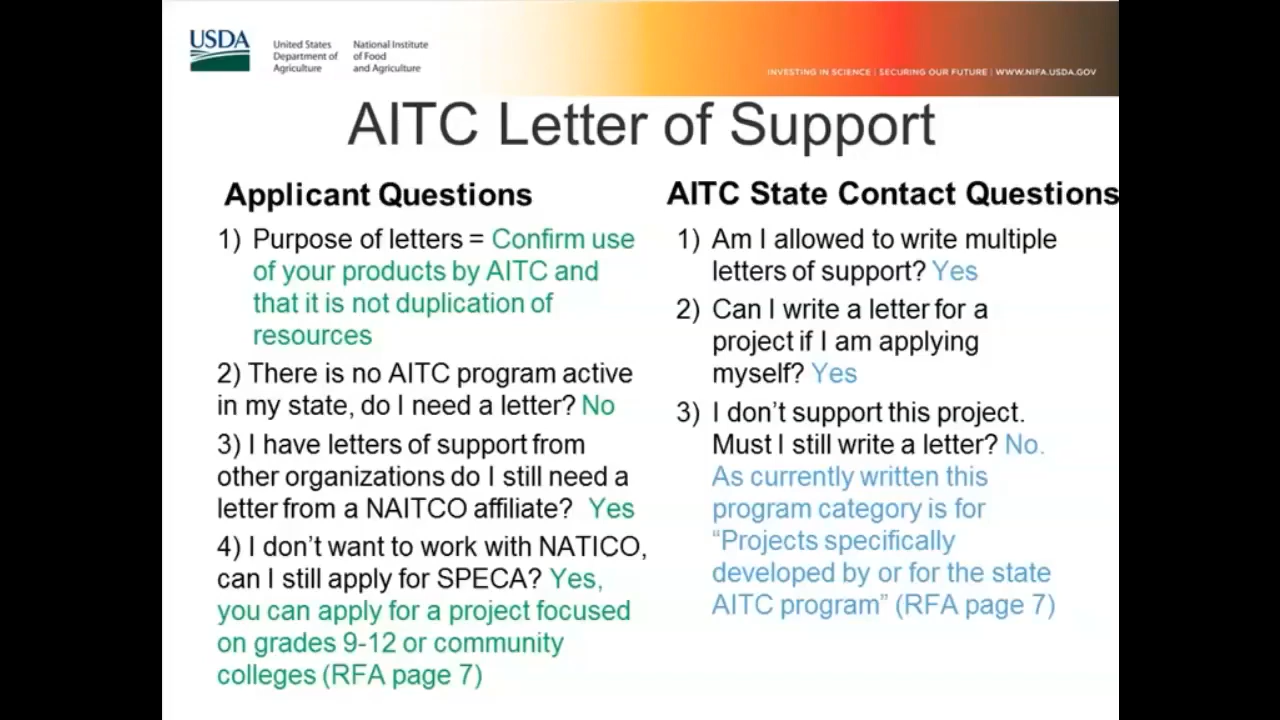 USDA
United States
Department of
Agriculture
National Institute
of Food
and Agriculture
INVESTING IN SCIENCE | SECURING OUR FUTURE | WWW.NIFA.USDA.GOV
AITC Letter of Support
Applicant Questions
1) Purpose of letters = Confirm use
of your products by AITC and
that it is not duplication of
resources
2) There is no AITC program active
in my state, do I need a letter? No
3) I have letters of support from
other organizations do I still need a
letter from a NAITCO affiliate? Yes
4) I don't want to work with NATICO,
can I still apply for SPECA? Yes,
you can apply for a project focused
on grades 9-12 or community
colleges (RFA page 7)
AITC State Contact Questions
1) Am I allowed to write multiple
letters of support? Yes
2) Can I write a letter for a
project if I am applying
myself? Yes
3) I don't support this project.
Must I still write a letter? No.
As currently written this
program category is for
“Projects specifically
developed by or for the state
AITC program” (RFA page 7)